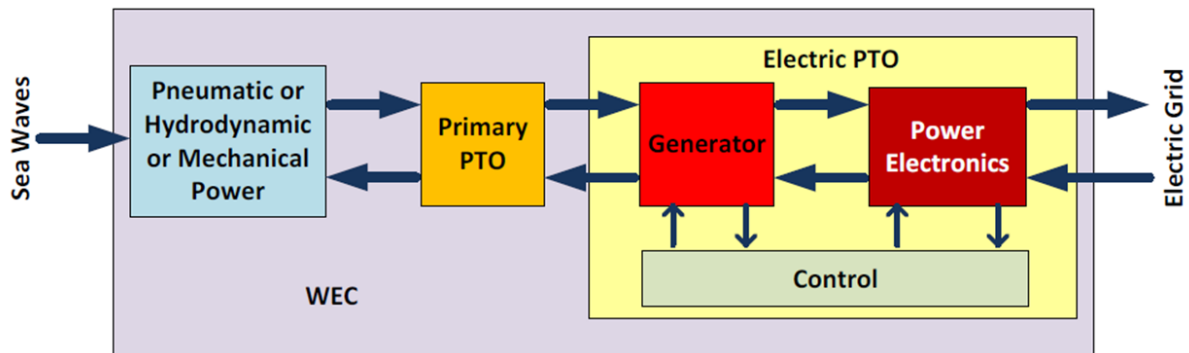 Sea Waves
Pneumatic or
Hydrodynamic
or Mechanical
Power
Primary
PTO
Electric PTO
Generator
Power
Electronics
Control
WEC
Electric Grid